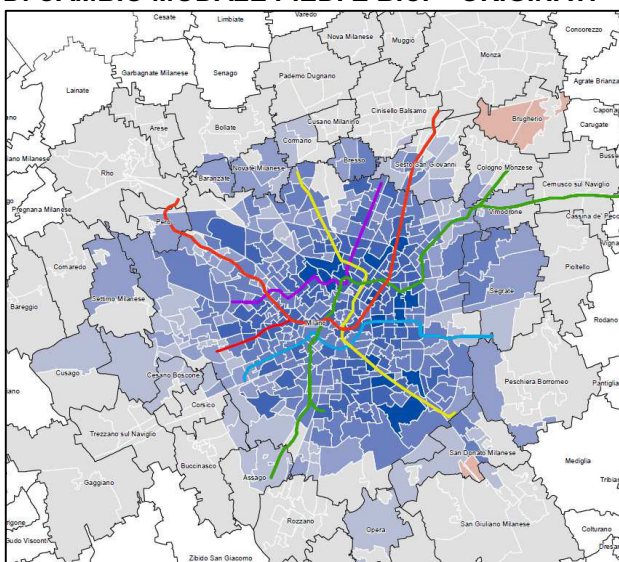 Cesate
Limbiate
Varedo
Concorezzo
Nova Milanese
Muggiò
Monza
Garbagnate Milanese
Senago
Paderno Dugnano
Agrate Brianza
Lainate
Cinisello Balsamo
Arese
Bollate
Cusano Milanino
Brugherio
Carugate
Cormano
Rho
Novate Milanese
Bresso
Sesto San Giovanni
Baranzate
Cologno Monzese
Cernusco sul Naviglio
Pregnana Milanese
Pero
Vimodrone
Cornaredo
Pioltello
Bareggio
Settimo Milanese
Segrate
Rodano
Milano
Cusago
Cesano Boscone
Peschiera Borromeo
Corsico
Trezzano sul Naviglio
Buccinasco
San Donato Milanese
Mediglia
Gaggiano
Assago
Rozzano
Opera
San Giuliano Milanese
Colturano
Zibido San Giacomo